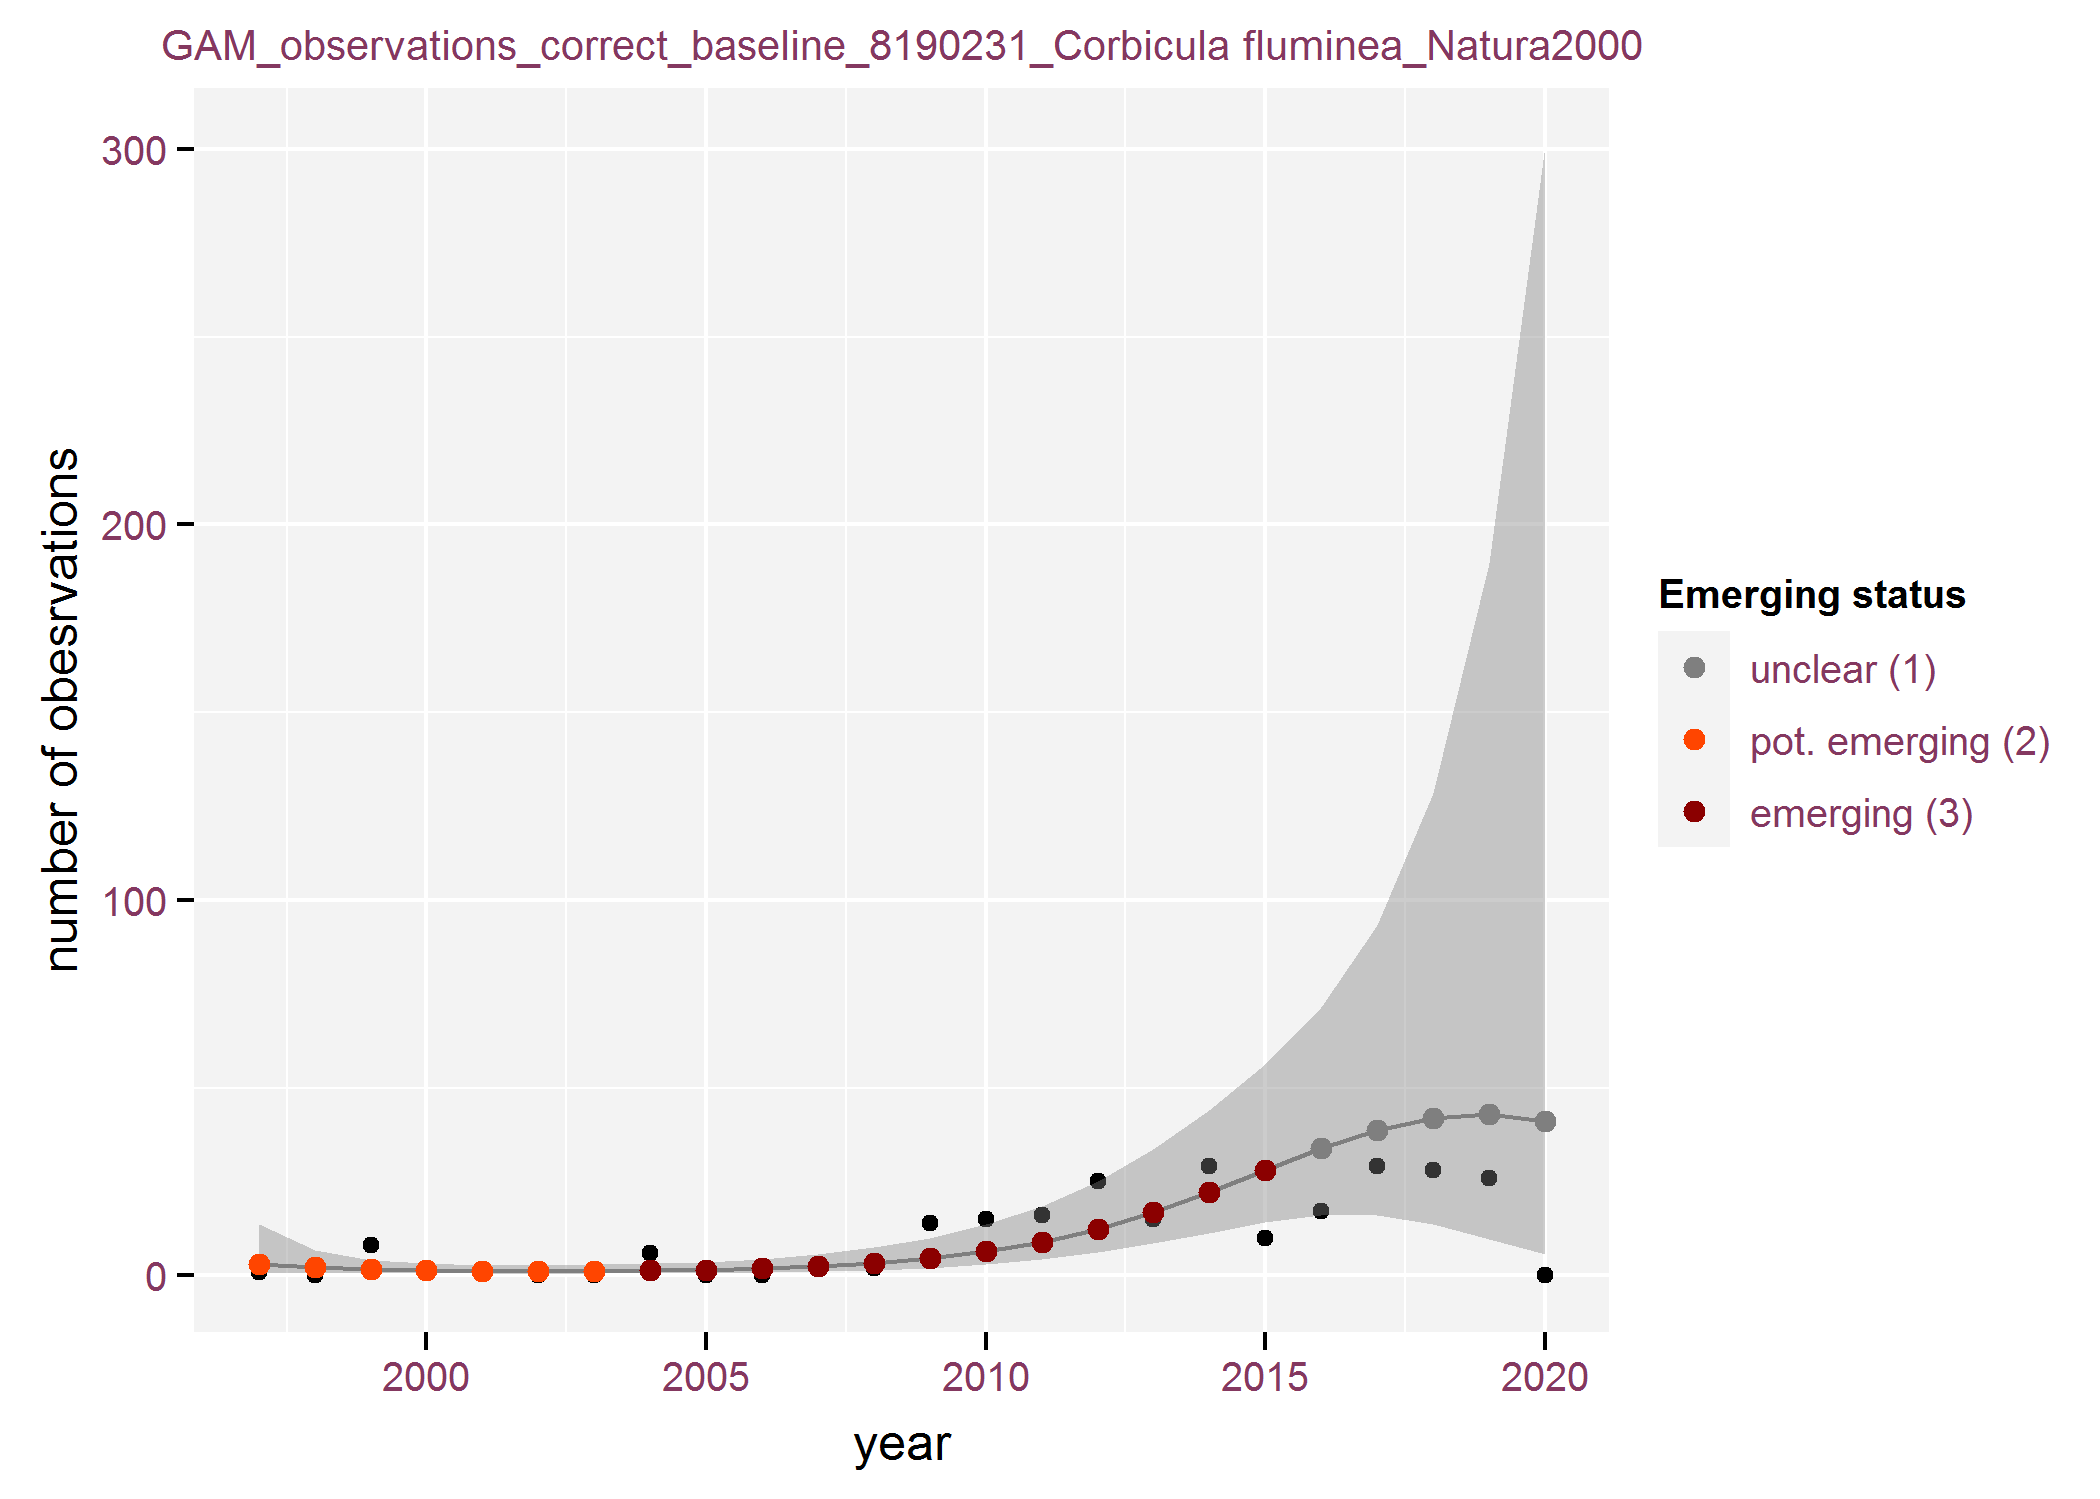 GAM_observations_correct_baseline_8190231_Corbicula fluminea_Natura2000
300
200
100
0
number of obesrvations
2000
2005
2010
2015
2020
year
Emerging status
unclear (1)
pot. emerging (2)
emerging (3)